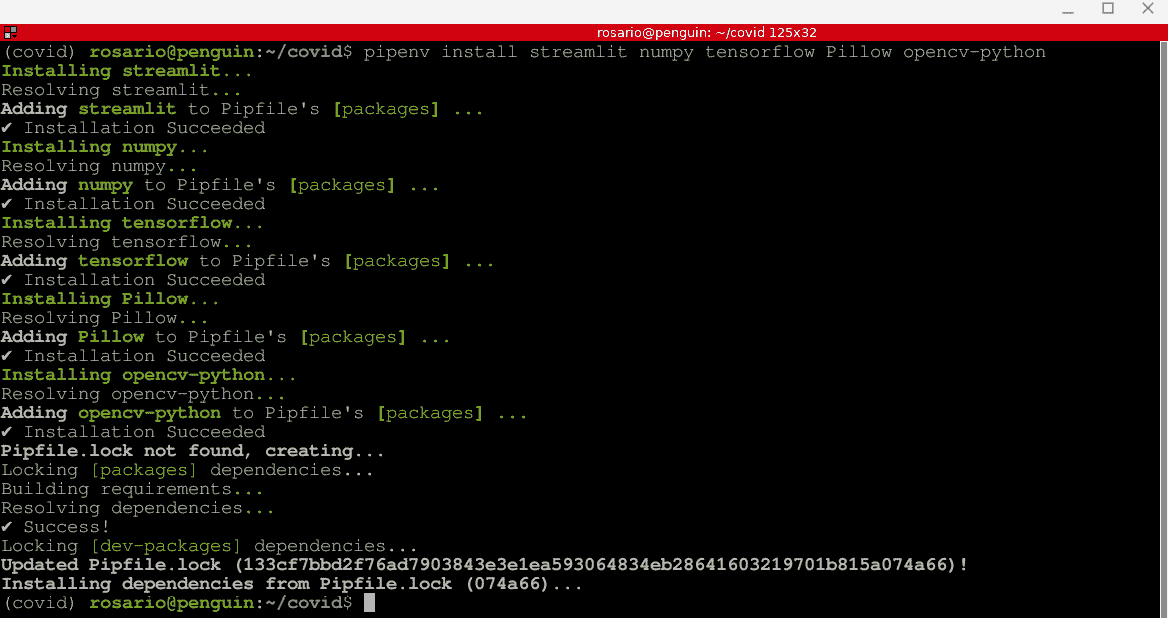 rosario@penguin: ~/covid 125x32
(covid) rosario@penguin:~/covid$ pipenv install streamlit numpy tensorflow Pillow opencv-python
Installing streamlit...
Resolving streamlit...
Adding streamlit to Pipfile's [packages] ...
✔ Installation Succeeded
Installing numpy...
Resolving numpy...
Adding numpy to Pipfile's [packages] ...
✔ Installation Succeeded
Installing tensorflow...
Resolving tensorflow...
Adding tensorflow to Pipfile's [packages] ...
✔ Installation Succeeded
Installing Pillow...
Resolving Pillow...
Adding Pillow to Pipfile's [packages] ...
✔ Installation Succeeded
Installing opencv-python...
Resolving opencv-python...
Adding opencv-python to Pipfile's [packages] ...
✔ Installation Succeeded
Pipfile.lock not found, creating...
Locking [packages] dependencies...
Building requirements...
Resolving dependencies...
✔ Success!
Locking [dev-packages] dependencies...
Updated Pipfile.lock (133cf7bbd2f76ad7903843e3e1ea593064834eb28641603219701b815a074a66)!
Installing dependencies from Pipfile.lock (074a66)...
(covid) rosario@penguin:~/covid$